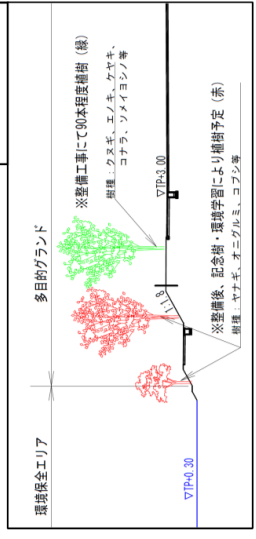 環境保全エリア
多目的グランド
※整備工事にて90本程度植樹(緑)
樹種:クヌギ、エノキ、ケヤキ、
コナラ、ソメイヨシノ等
▽TP+3.00
1:1.8
▽TP+0.30
※整備後、記念樹・環境学習により植樹予定(赤)
樹種:ヤナギ、オニグルミ、コブシ等